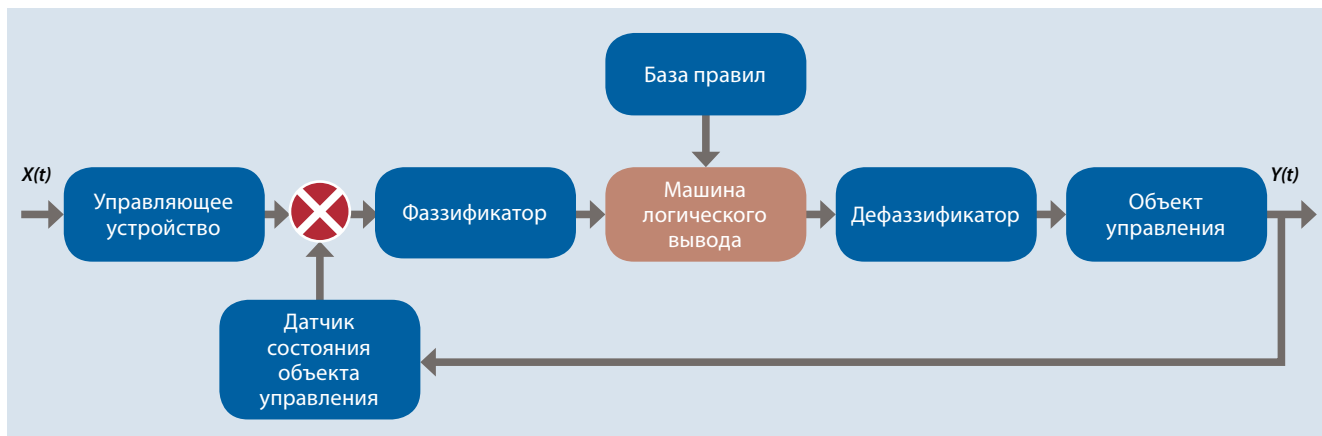 База правил
X(t)
Управляющее
устройство
Фаззификатор
Машина
логического
вывода
Дефаззификатор
Объект
управления
Y(t)
Датчик
состояния
объекта
управления